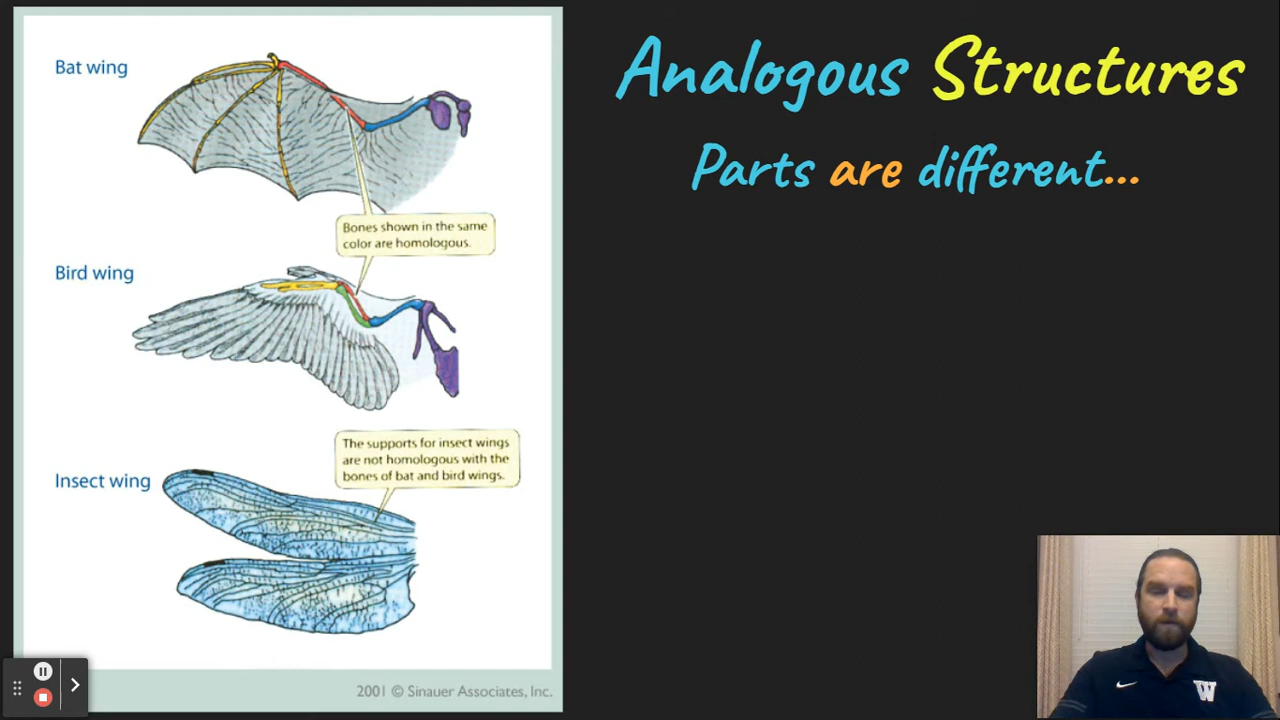 Analogous Structures
Parts are different...
Bat wing
Bones shown in the same
color are homologous.
Bird wing
The supports for insect wings
are not homologous with the
bones of bat and bird wings.
Insect wing
2001 © Sinauer Associates, Inc.
W